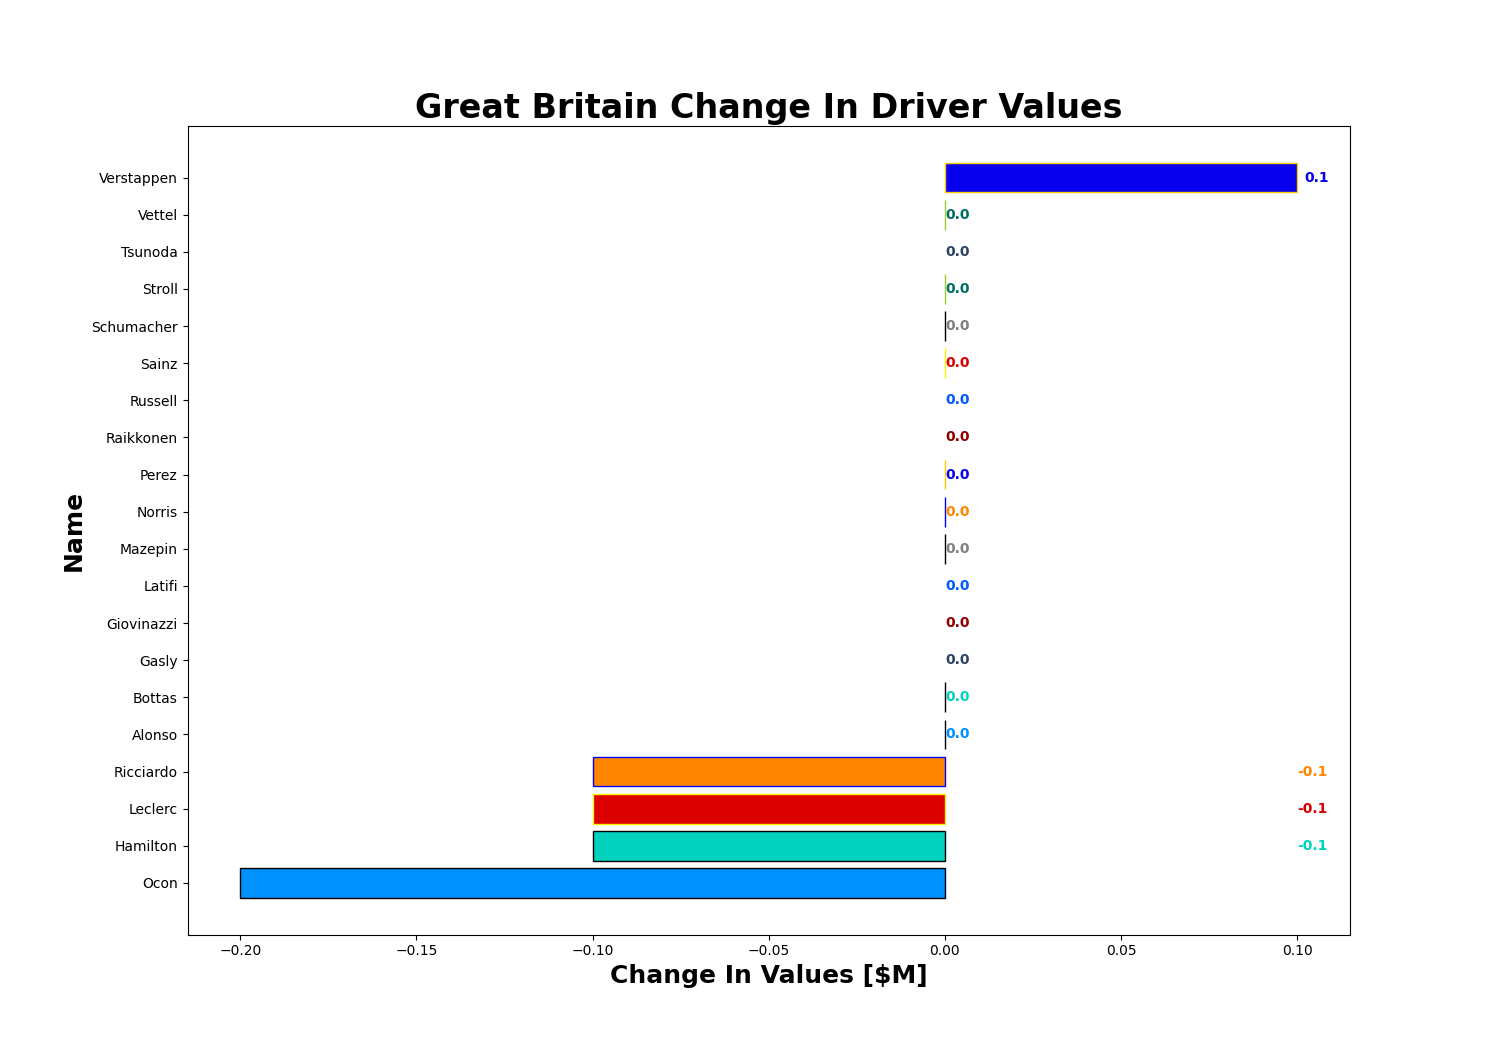 Great Britain Change In Driver Values
Verstappen 0.1
Vettel 0.0
Tsunoda 0.0
Stroll 0.0
Schumacher 0.0
Sainz 0.0
Russell 0.0
Raikkonen 0.0
Perez 0.0
Norris 0.0
Mazepin 0.0
Latifi 0.0
Giovinazzi 0.0
Gasly 0.0
Bottas 0.0
Alonso 0.0
Ricciardo -0.1
Leclerc -0.1
Hamilton -0.1
Ocon
Name
−0.20 −0.15 −0.10 −0.05 0.00 0.05 0.10
Change In Values [$M]